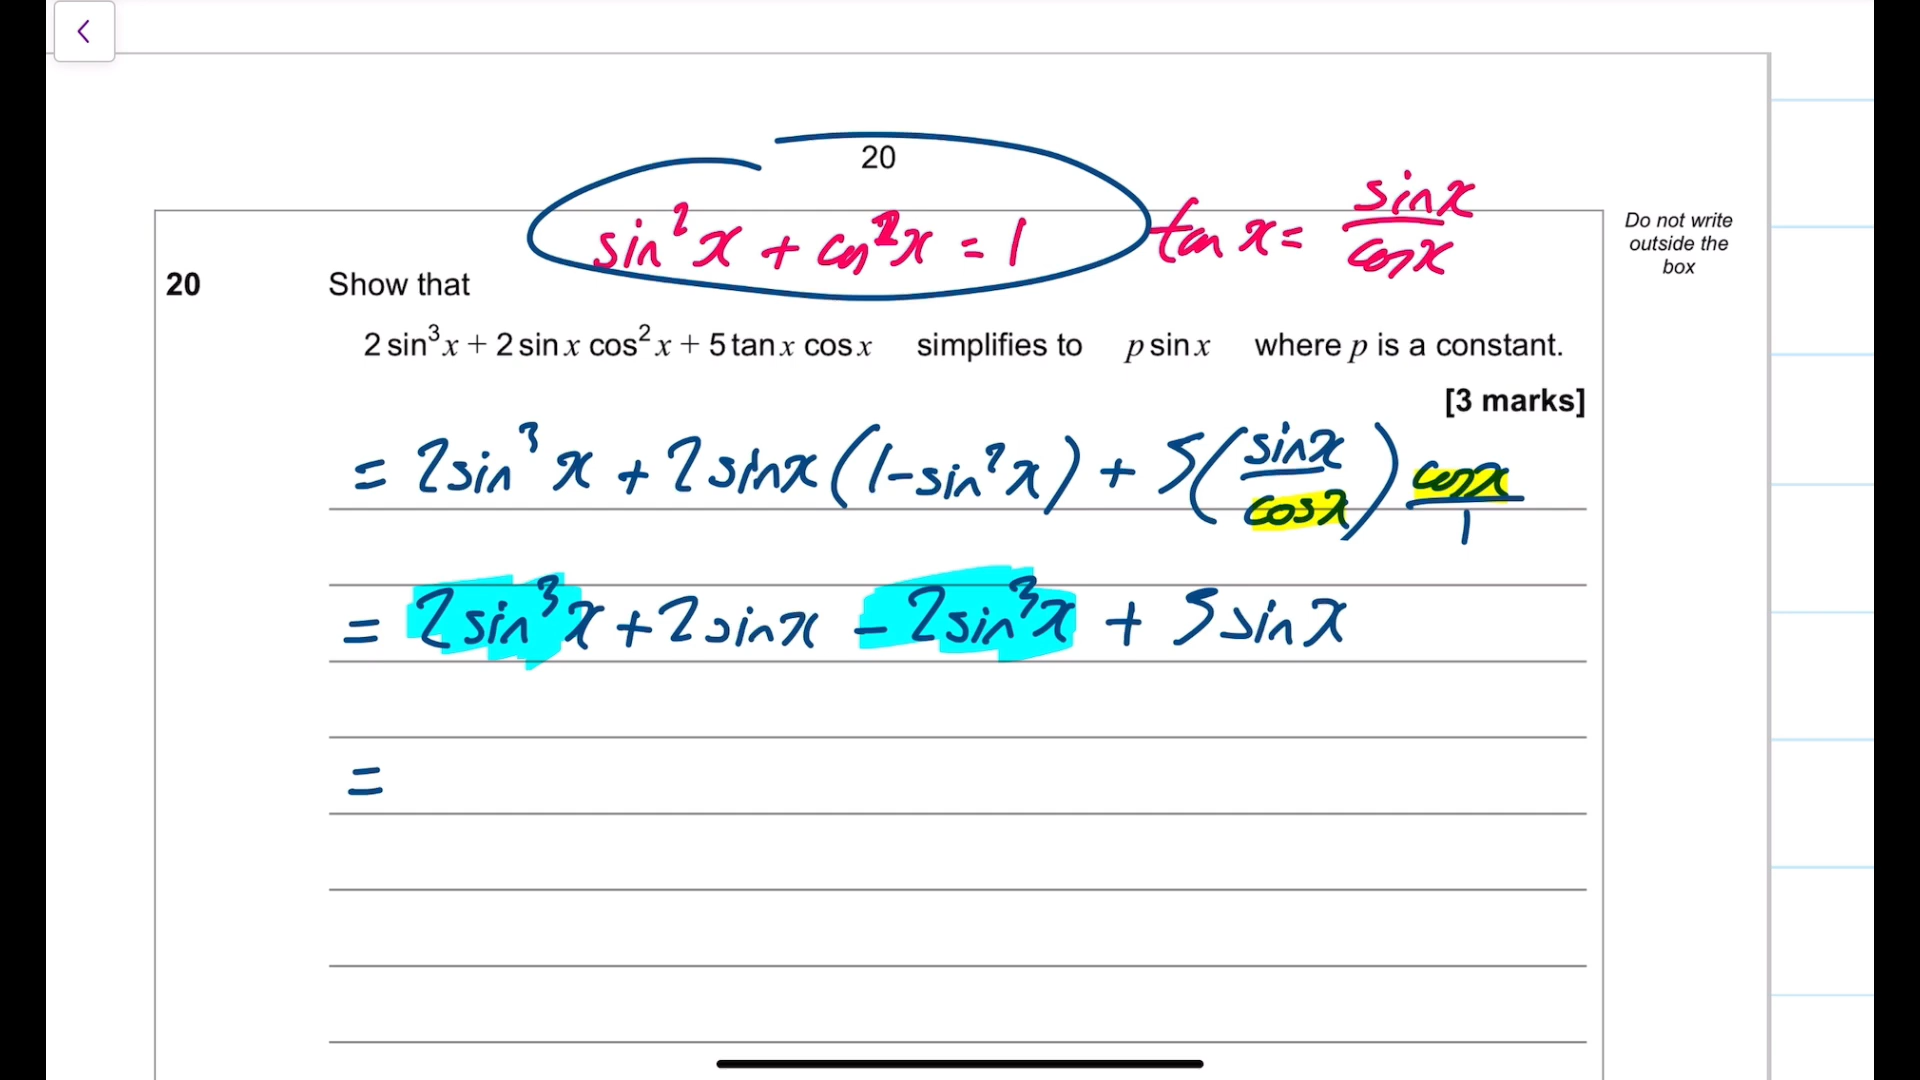 20
sin²x + cos²x = 1 tan x = sinx/cosx
Do not write
outside the
box
20 Show that
2 sin³x + 2 sin x cos²x + 5 tan x cos x simplifies to p sin x where p is a constant.
[3 marks]
= 2sin³x + 2sinx(1-sin²x) + 5(sinx/cosx) cosx/1
= 2sin³x + 2sinx - 2sin³x + 5sinx
=